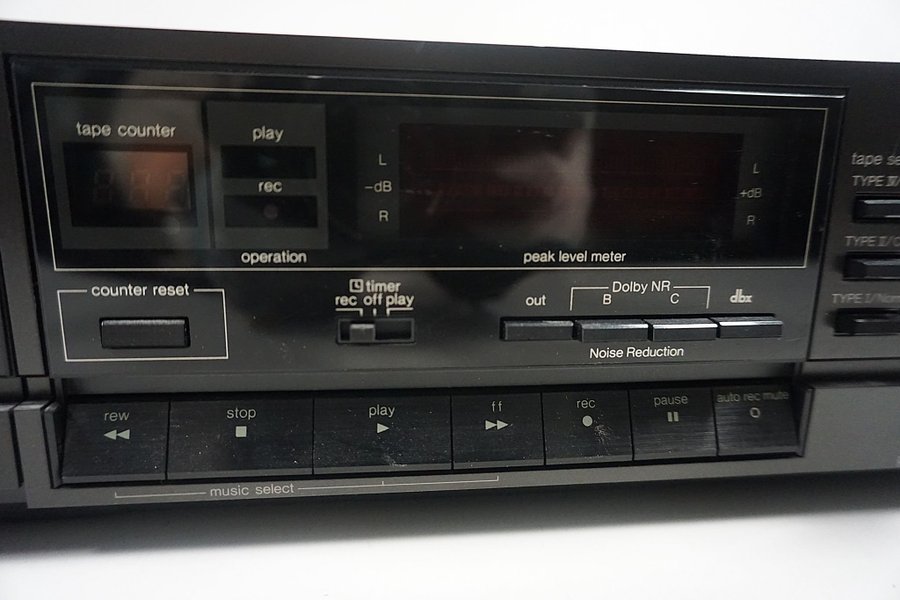 tape counter
play
rec
operation
L
-dB
R
L
+dB
R
peak level meter
counter reset
timer
rec off play
out
Dolby NR
B
C
dbx
Noise Reduction
tape
TYPE
TYPE II/
TYPE I/
rew
stop
play
ff
rec
pause
auto rec mute
music select